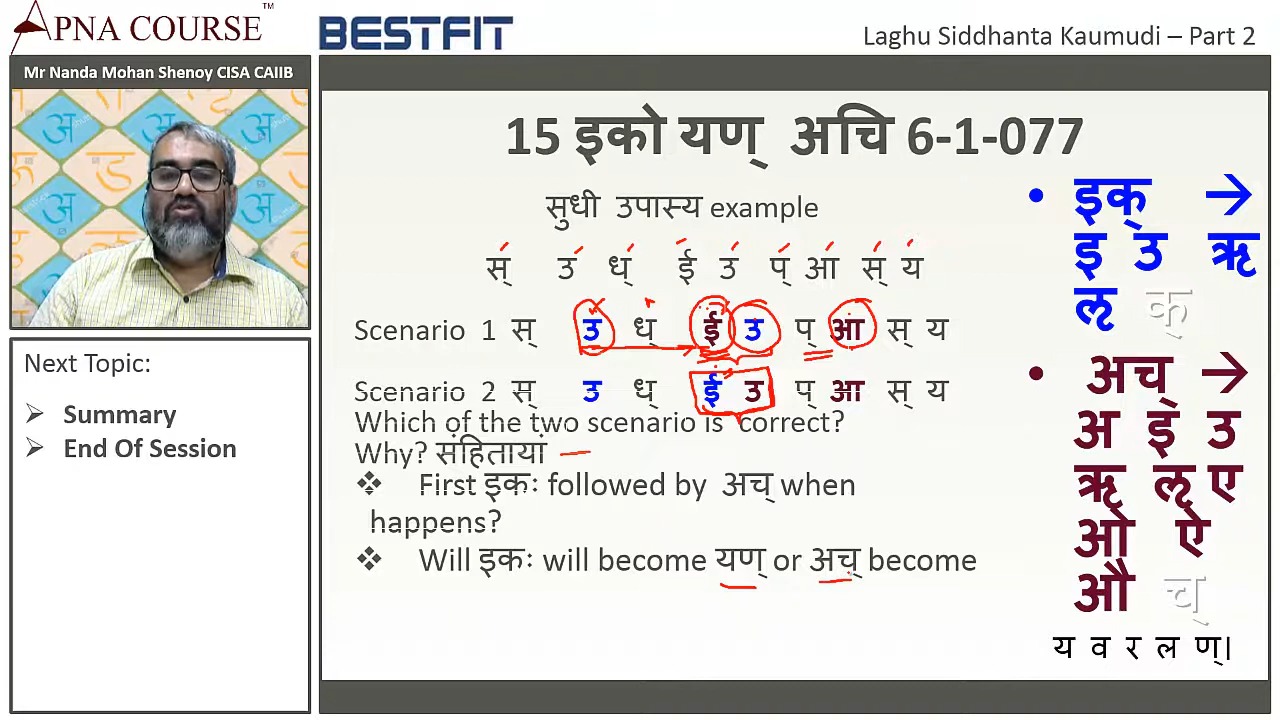 APNA COURSE™
BESTFIT
Laghu Siddhanta Kaumudi – Part 2
Mr Nanda Mohan Shenoy CISA CAIIB
Next Topic:
Summary
End Of Session
15 इको यण् अचि 6-1-077
सुधी उपास्य example
स् उ ध् ई उ प् आ स् य
Scenario 1 स् उ ध् ई उ प् आ स् य
Scenario 2 स् उ ध् ई उ प् आ स् य
Which of the two scenario is correct?
Why? संहितायां
❖ First इकः followed by अच् when
happens?
❖ Will इकः will become यण् or अच् become
• इक् →
इ उ ऋ
ऌ क्
• अच् →
अ इ उ
ऋ ऌ ए
ओ ऐ
औ च्
य व र ल ण्।